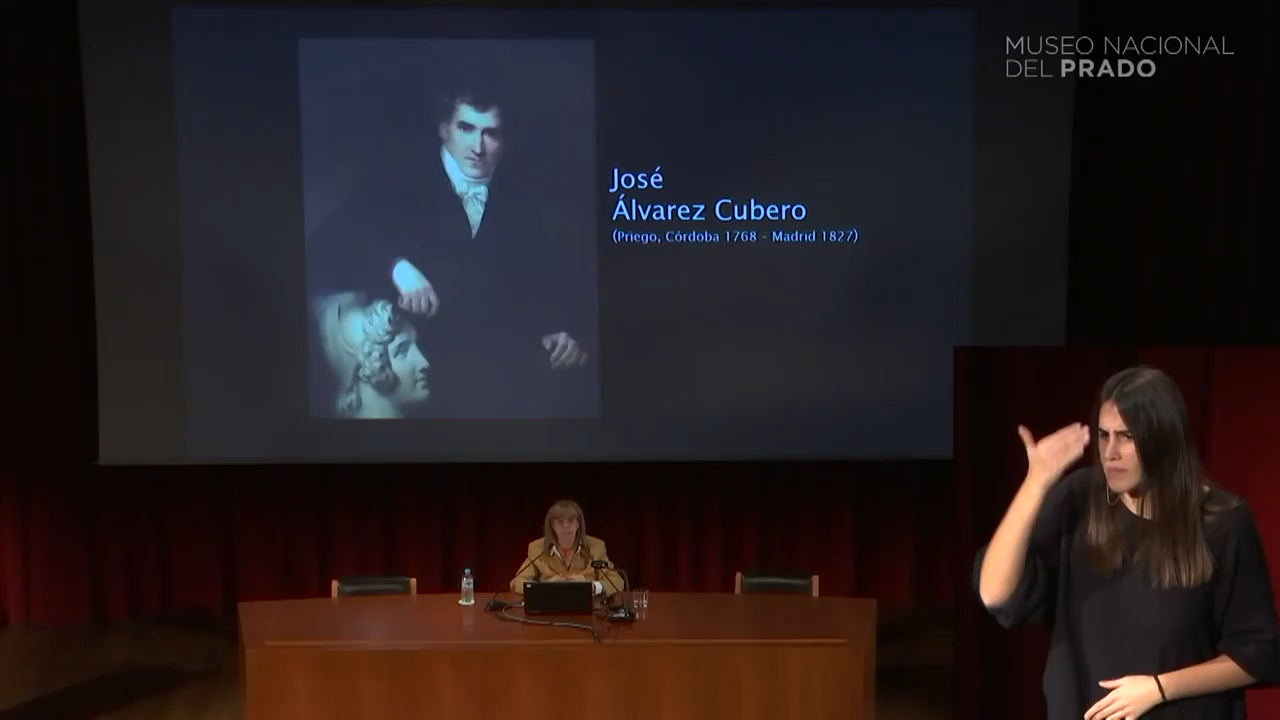 MUSEO NACIONAL
DEL PRADO
José
Álvarez Cubero
(Priego, Córdoba 1768 - Madrid 1827)